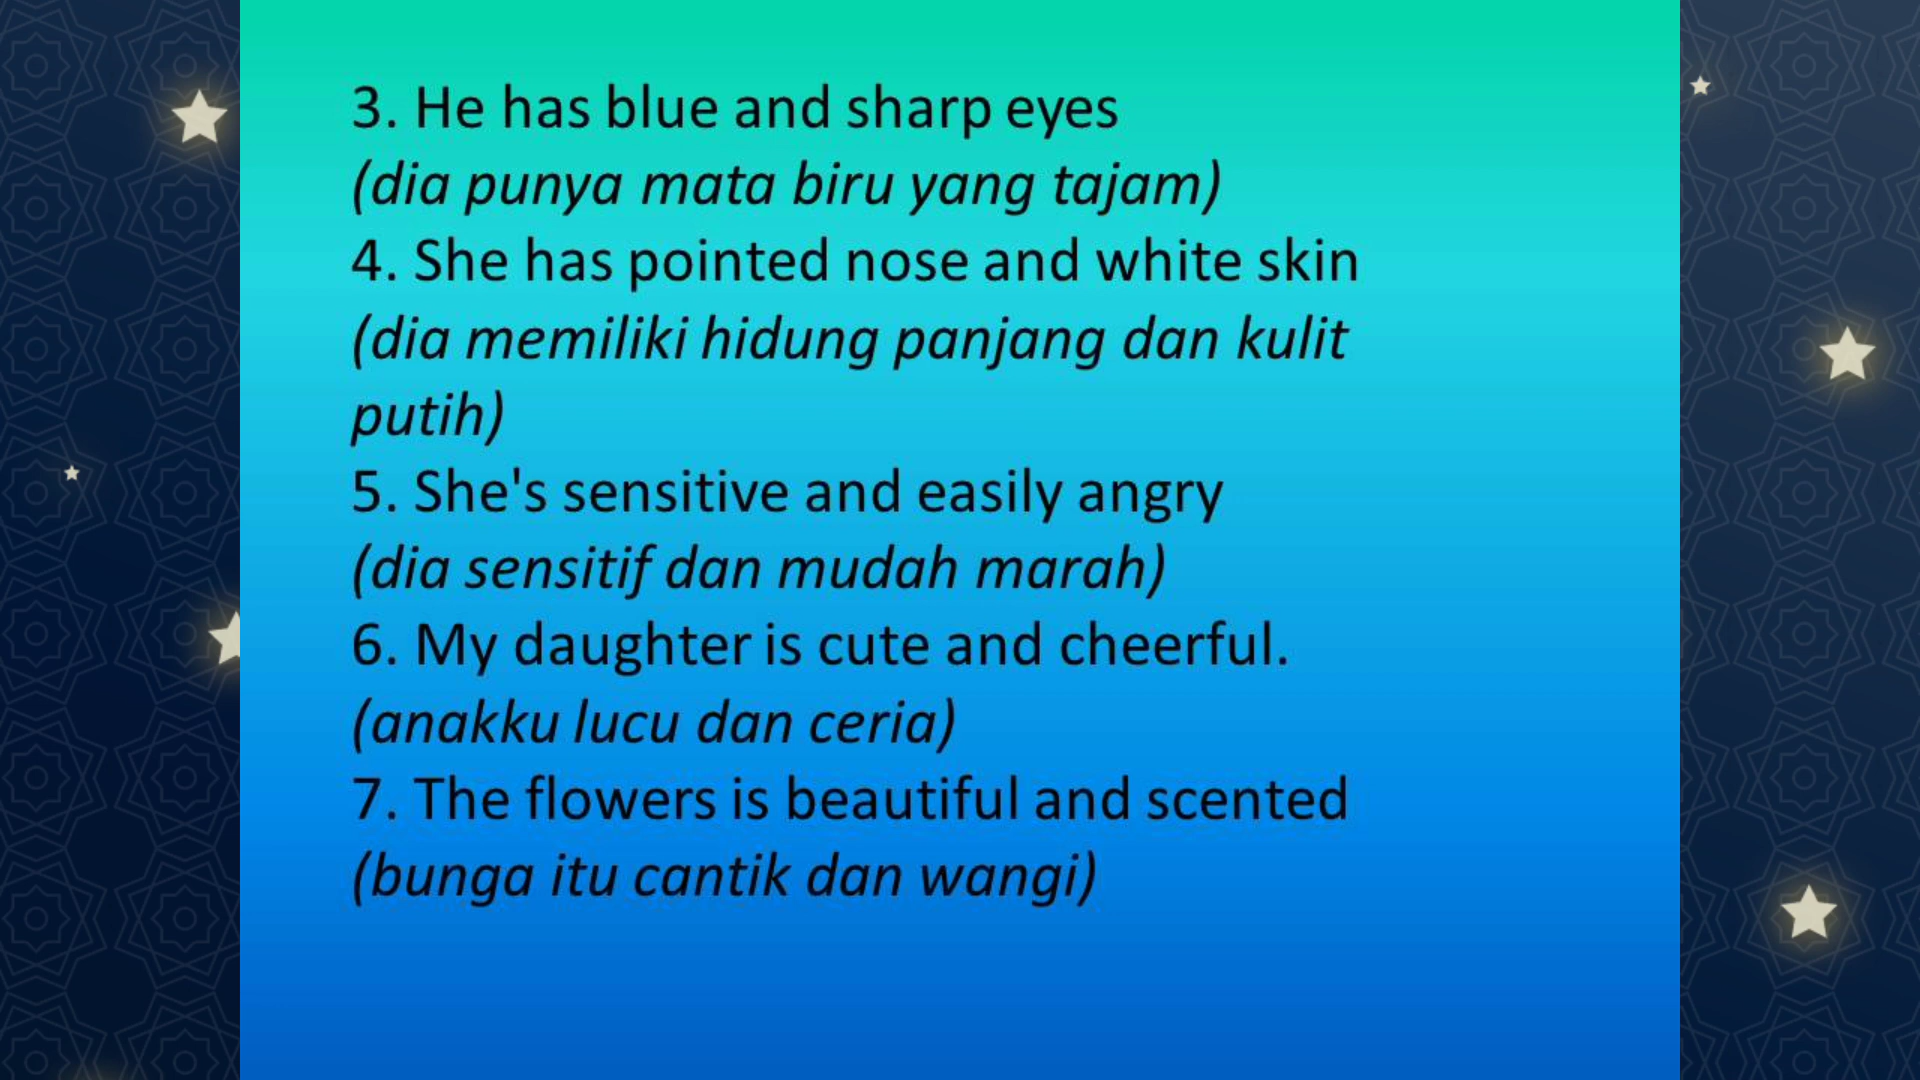 3. He has blue and sharp eyes
(dia punya mata biru yang tajam)
4. She has pointed nose and white skin
(dia memiliki hidung panjang dan kulit
putih)
5. She's sensitive and easily angry
(dia sensitif dan mudah marah)
6. My daughter is cute and cheerful.
(anakku lucu dan ceria)
7. The flowers is beautiful and scented
(bunga itu cantik dan wangi)